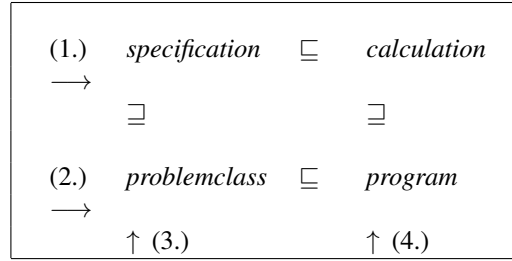 (1.) specification ⊑ calculation
⟶
⊒ ⊒
(2.) problemclass ⊑ program
⟶
↑ (3.) ↑ (4.)